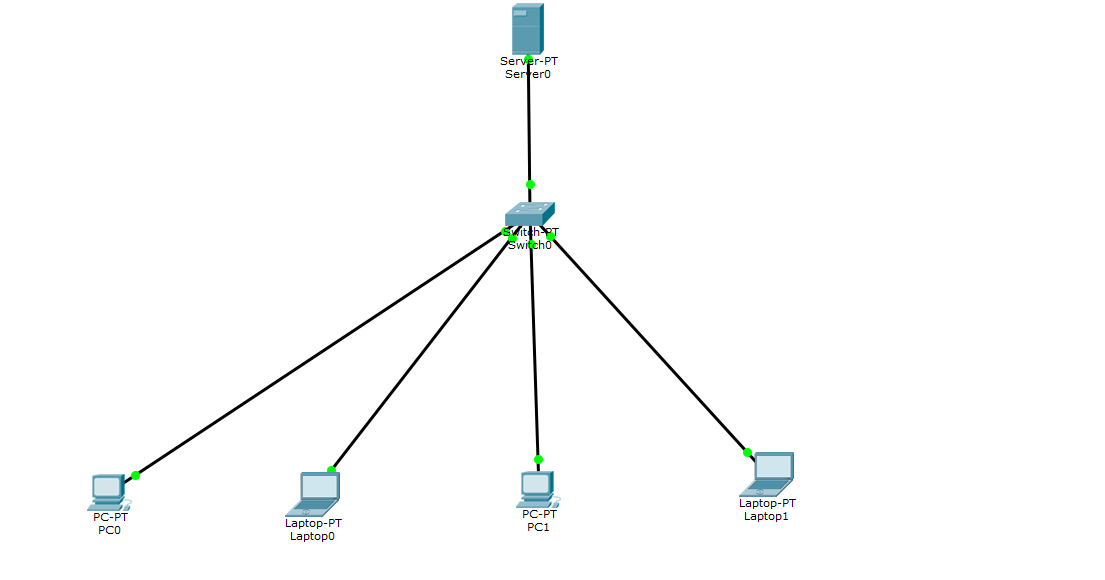 Server-PT
Server0
Switch-PT
Switch0
PC-PT
PC0
Laptop-PT
Laptop0
PC-PT
PC1
Laptop-PT
Laptop1